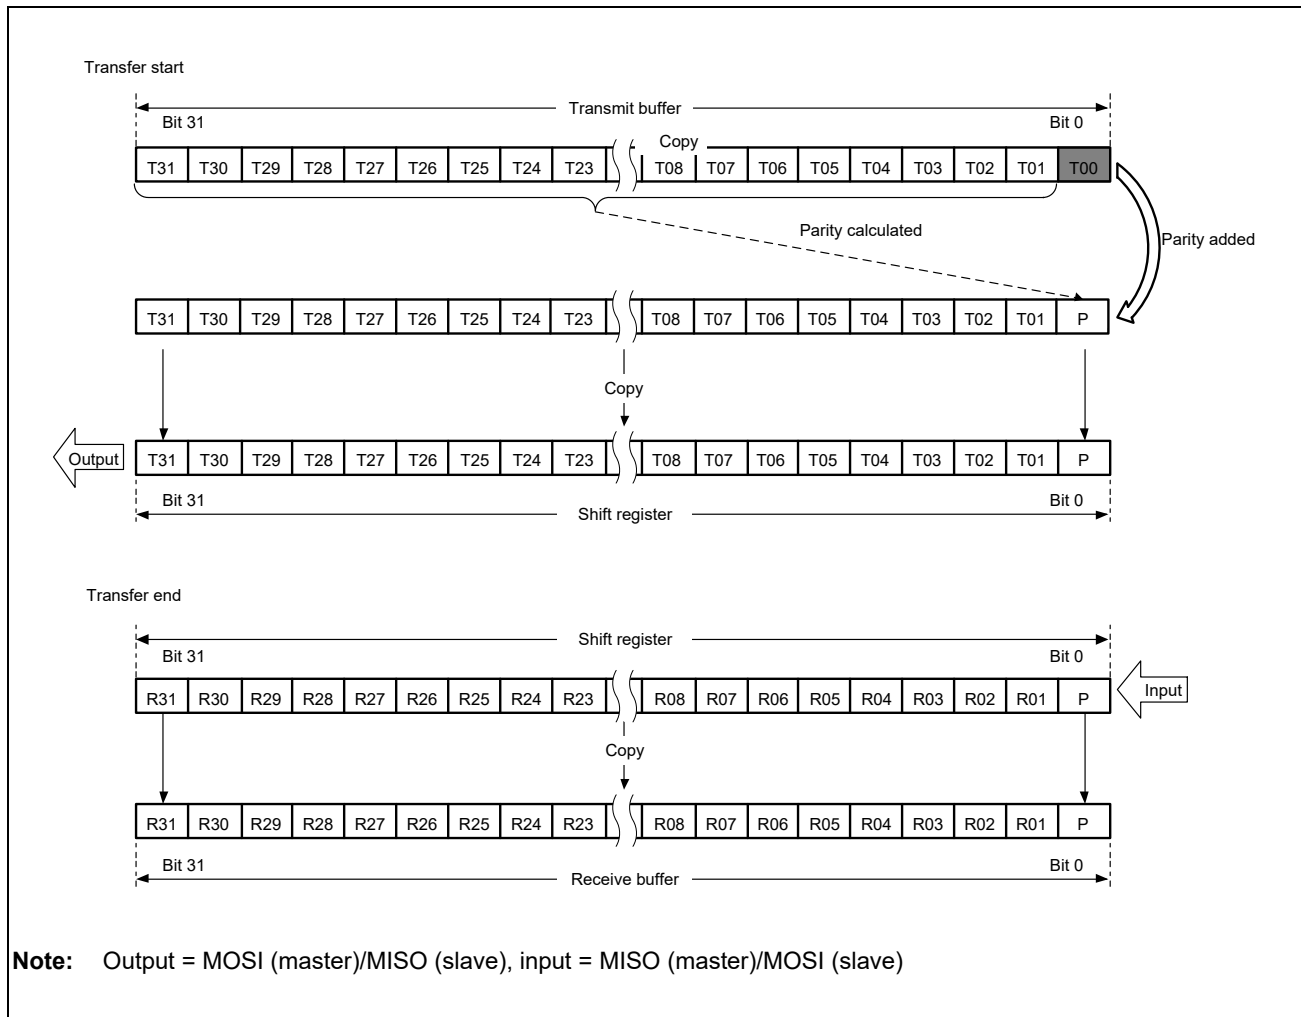 Transfer start
Transmit buffer
Bit 31 Bit 0
Copy
T31 T30 T29 T28 T27 T26 T25 T24 T23 T08 T07 T06 T05 T04 T03 T02 T01 T00
Parity calculated
Parity added
T31 T30 T29 T28 T27 T26 T25 T24 T23 T08 T07 T06 T05 T04 T03 T02 T01 P
Copy
Output
T31 T30 T29 T28 T27 T26 T25 T24 T23 T08 T07 T06 T05 T04 T03 T02 T01 P
Bit 31 Bit 0
Shift register
Transfer end
Shift register
Bit 31 Bit 0
R31 R30 R29 R28 R27 R26 R25 R24 R23 R08 R07 R06 R05 R04 R03 R02 R01 P
Input
Copy
R31 R30 R29 R28 R27 R26 R25 R24 R23 R08 R07 R06 R05 R04 R03 R02 R01 P
Bit 31 Bit 0
Receive buffer
Note: Output = MOSI (master)/MISO (slave), input = MISO (master)/MOSI (slave)